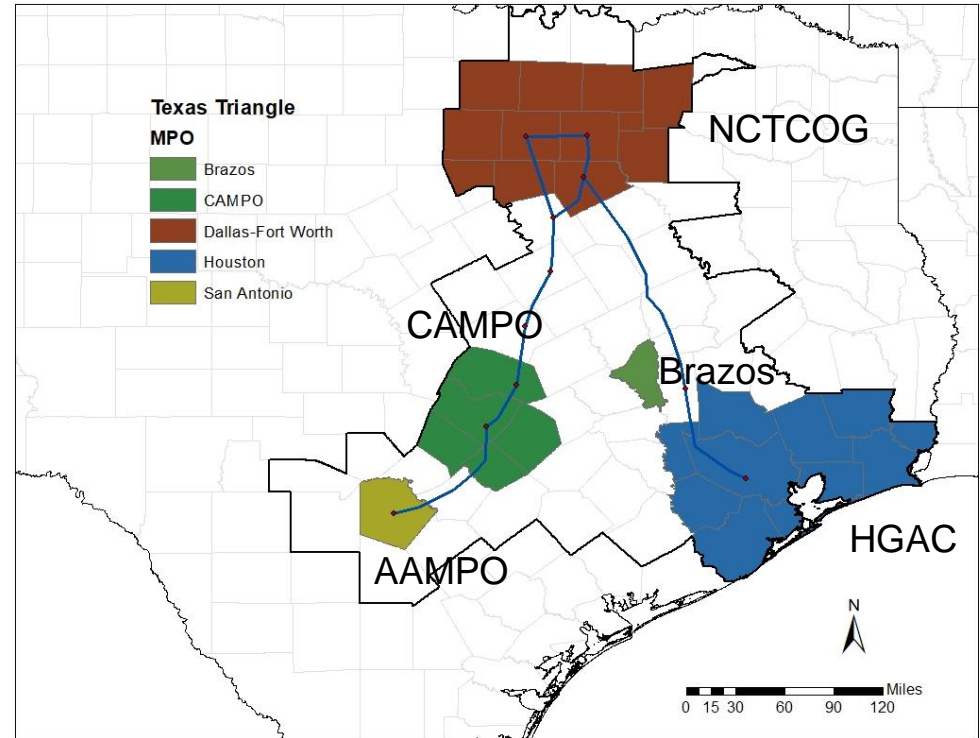 Texas Triangle
MPO
Brazos
CAMPO
Dallas-Fort Worth
Houston
San Antonio
NCTCOG
CAMPO
Brazos
AAMPO
HGAC
N
Miles
0 15 30 60 90 120